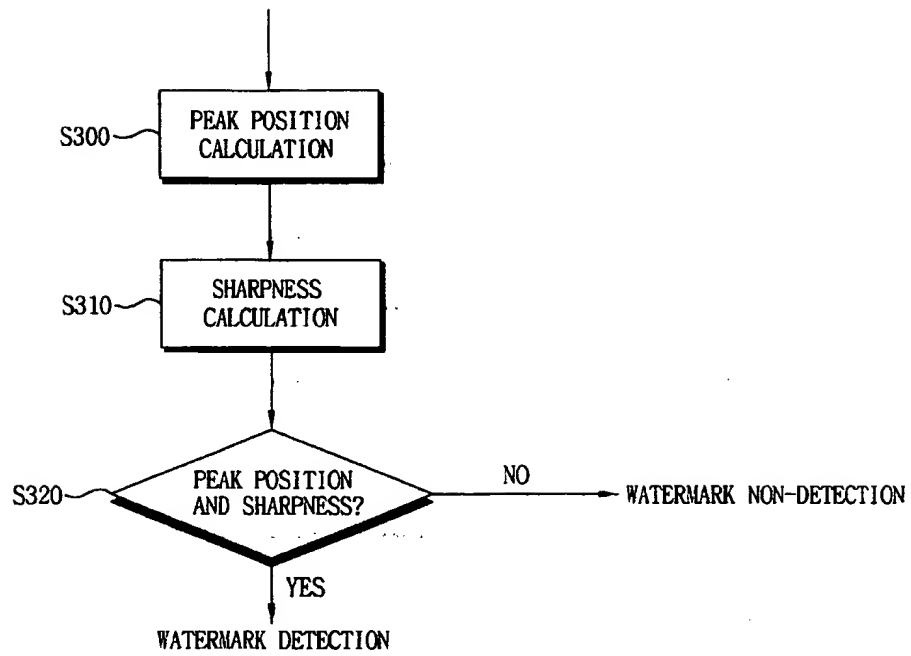 S300
PEAK POSITION
CALCULATION
S310
SHARPNESS
CALCULATION
S320
PEAK POSITION
AND SHARPNESS?
NO
WATERMARK NON-DETECTION
YES
WATERMARK DETECTION